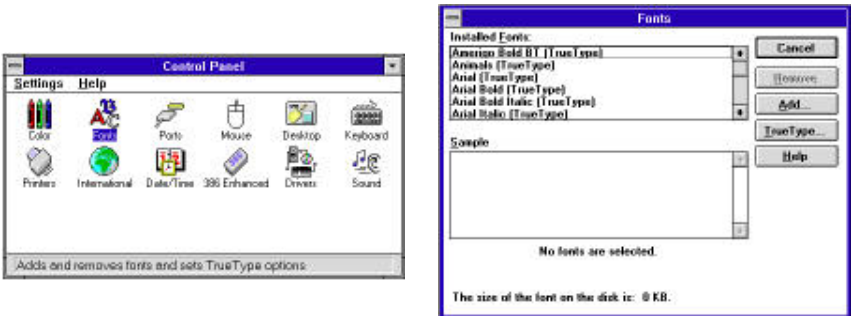 Control Panel
Settings Help
Color Fonts Ports Mouse Desktop Keyboard
Printers International Date/Time 386 Enhanced Drivers Sound
Adds and removes fonts and sets TrueType options
Fonts
Installed Fonts:
Amerigo Bold BT (TrueType)
Animals (TrueType)
Arial (TrueType)
Arial Bold (TrueType)
Arial Bold Italic (TrueType)
Arial Italic (TrueType)
Cancel
Remove
Add...
TrueType...
Help
Sample
No fonts are selected.
The size of the font on the disk is: 0 KB.